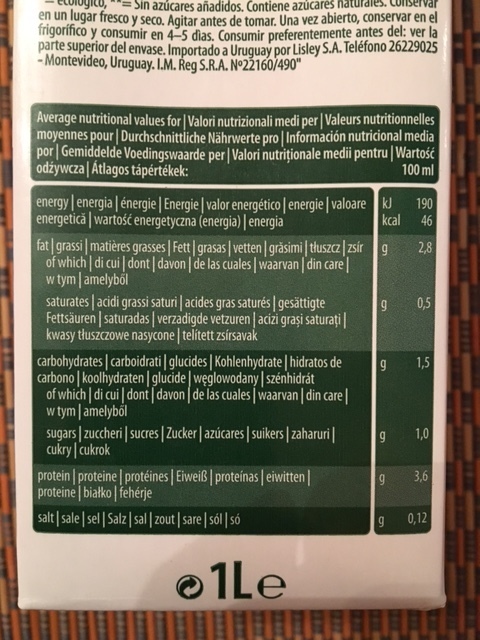 ecológico, **= Sin azúcares añadidos. Contiene azúcares naturales. Conservar
en un lugar fresco y seco. Agitar antes de tomar. Una vez abierto, conservar en el
frigorífico y consumir en 4–5 dias. Consumir preferentemente antes del: ver la
parte superior del envase. Importado a Uruguay por Lisley S.A. Teléfono 26229025
- Montevideo, Uruguay. I.M. Reg S.R.A. Nº22160/490"
Average nutritional values for | Valori nutrizionali medi per | Valeurs nutritionnelles
moyennes pour | Durchschnittliche Nährwerte pro | Información nutricional media
por | Gemiddelde Voedingswaarde per | Valori nutriționale medii pentru | Wartość
odżywcza | Átlagos tápértékek: 100 ml
energy | energia | énergie | Energie | valor energético | energie | valoare kJ 190
energetică | wartość energetyczna (energia) | energia kcal 46
fat | grassi | matières grasses | Fett | grasas | vetten | grăsimi | tłuszcz | zsír g 2,8
of which | di cui | dont | davon | de las cuales | waarvan | din care |
w tym | amelyből
saturates | acidi grassi saturi | acides gras saturés | gesättigte g 0,5
Fettsäuren | saturadas | verzadigde vetzuren | acizi grași saturați |
kwasy tłuszczowe nasycone | telített zsírsavak
carbohydrates | carboidrati | glucides | Kohlenhydrate | hidratos de g 1,5
carbono | koolhydraten | glucide | węglowodany | szénhidrát
of which | di cui | dont | davon | de las cuales | waarvan | din care |
w tym | amelyből
sugars | zuccheri | sucres | Zucker | azúcares | suikers | zaharuri | g 1,0
cukry | cukrok
protein | proteine | protéines | Eiweiß | proteínas | eiwitten | g 3,6
proteine | białko | fehérje
salt | sale | sel | Salz | sal | zout | sare | sól | só g 0,12
1L e